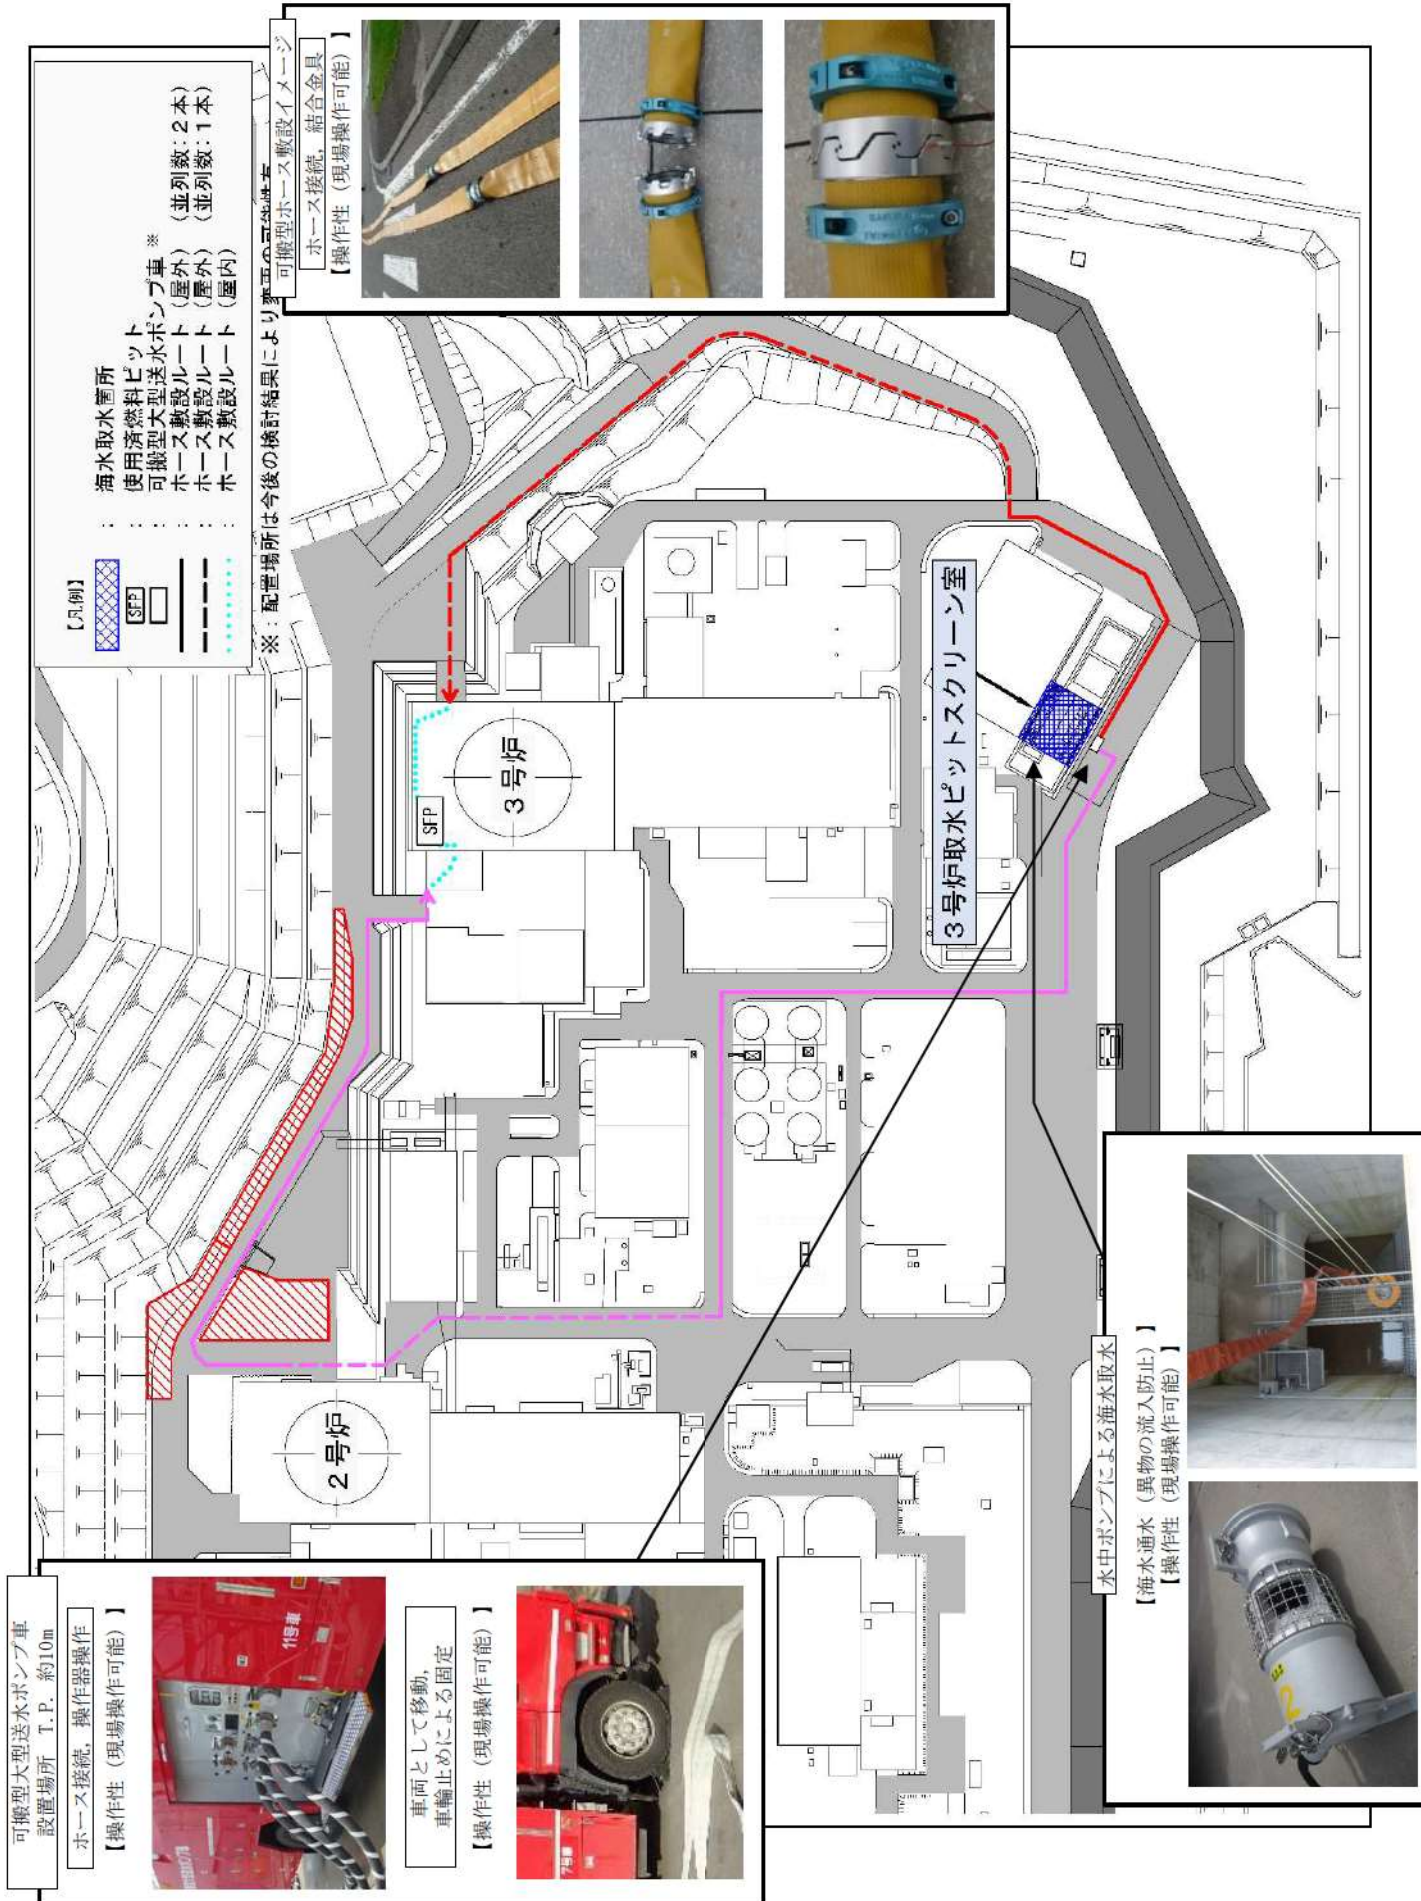 可搬型大型送水ポンプ車
設置場所 T.P. 約10m
ホース接続，操作器操作
【操作性（現場操作可能）】
11号車
車両として移動，
車輪止めによる固定
【操作性（現場操作可能）】
【凡例】
： 海水取水箇所
SFP ： 使用済燃料ピット
： 可搬型大型送水ポンプ車※
： ホース敷設ルート（屋外） （並列数：２本）
： ホース敷設ルート（屋外） （並列数：１本）
： ホース敷設ルート（屋内）
※：配置場所は今後の検討結果により変更の可能性有
可搬型ホース敷設イメージ
ホース接続，結合金具
【操作性（現場操作可能）】
２号炉
SFP
３号炉
３号炉取水ピットスクリーン室
水中ポンプによる海水取水
【海水通水（異物の流入防止）】
【操作性（現場操作可能）】
2